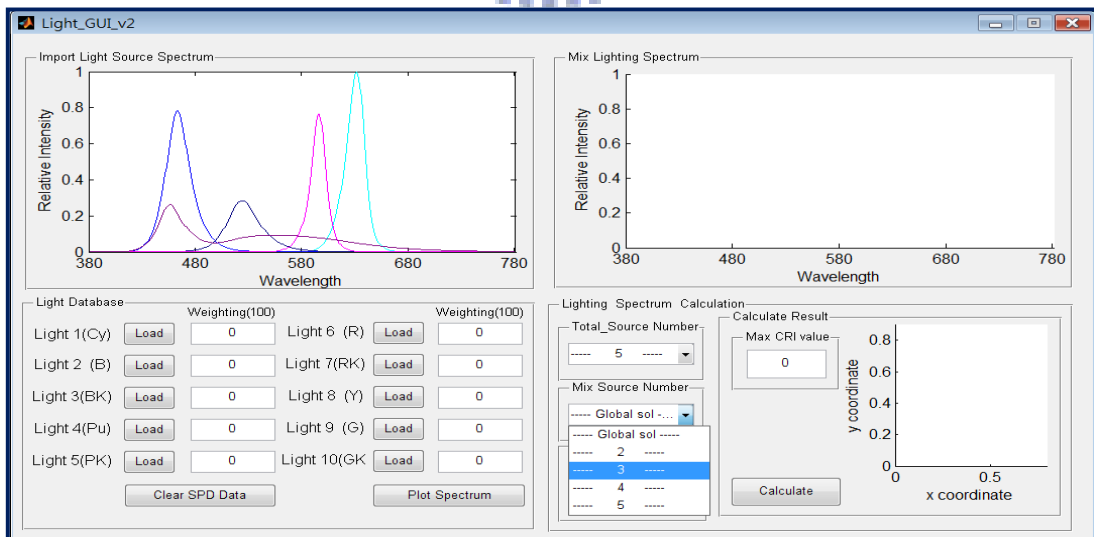 Light_GUI_v2
Import Light Source Spectrum
1
0.8
0.6
0.4
0.2
0
Relative Intensity
380 480 580 680 780
Wavelength
Mix Lighting Spectrum
1
0.8
0.6
0.4
0.2
0
Relative Intensity
380 480 580 680 780
Wavelength
Light Database
Weighting(100) Weighting(100)
Light 1(Cy) Load 0 Light 6 (R) Load 0
Light 2 (B) Load 0 Light 7(RK) Load 0
Light 3(BK) Load 0 Light 8 (Y) Load 0
Light 4(Pu) Load 0 Light 9 (G) Load 0
Light 5(PK) Load 0 Light 10(GK Load 0
Clear SPD Data Plot Spectrum
Lighting Spectrum Calculation
Total_Source Number
----- 5 -----
Mix Source Number
----- Global sol -...
----- Global sol -----
----- 2 -----
----- 3 -----
----- 4 -----
----- 5 -----
Calculate Result
Max CRI value
0
Calculate
0.8
0.6
0.4
0.2
0
y coordinate
0 0.5
x coordinate